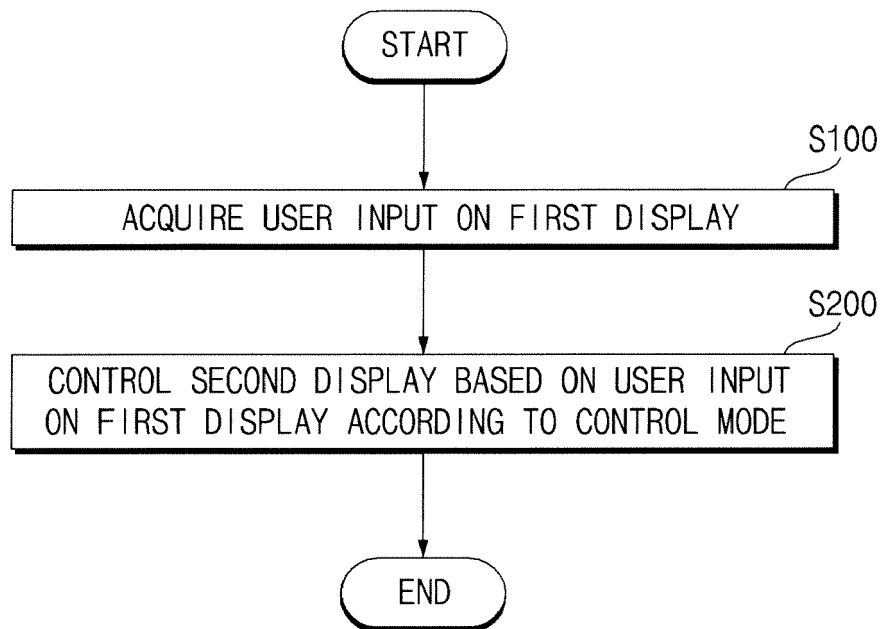 START
S100
ACQUIRE USER INPUT ON FIRST DISPLAY
S200
CONTROL SECOND DISPLAY BASED ON USER INPUT
ON FIRST DISPLAY ACCORDING TO CONTROL MODE
END